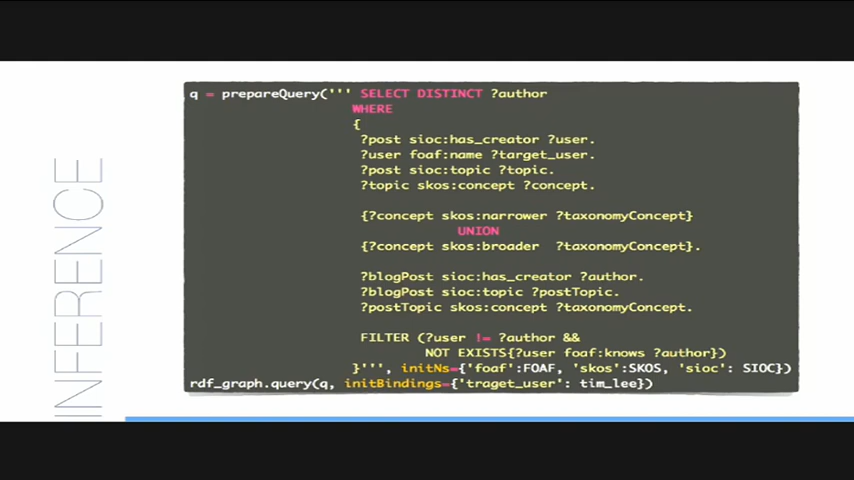 INFERENCE
q = prepareQuery(''' SELECT DISTINCT ?author
WHERE
{
?post sioc:has_creator ?user.
?user foaf:name ?target_user.
?post sioc:topic ?topic.
?topic skos:concept ?concept.
{?concept skos:narrower ?taxonomyConcept}
UNION
{?concept skos:broader ?taxonomyConcept}.
?blogPost sioc:has_creator ?author.
?blogPost sioc:topic ?postTopic.
?postTopic skos:concept ?taxonomyConcept.
FILTER (?user != ?author &&
NOT EXISTS{?user foaf:knows ?author})
}''', initNs={'foaf':FOAF, 'skos':SKOS, 'sioc': SIOC})
rdf_graph.query(q, initBindings={'traget_user': tim_lee})